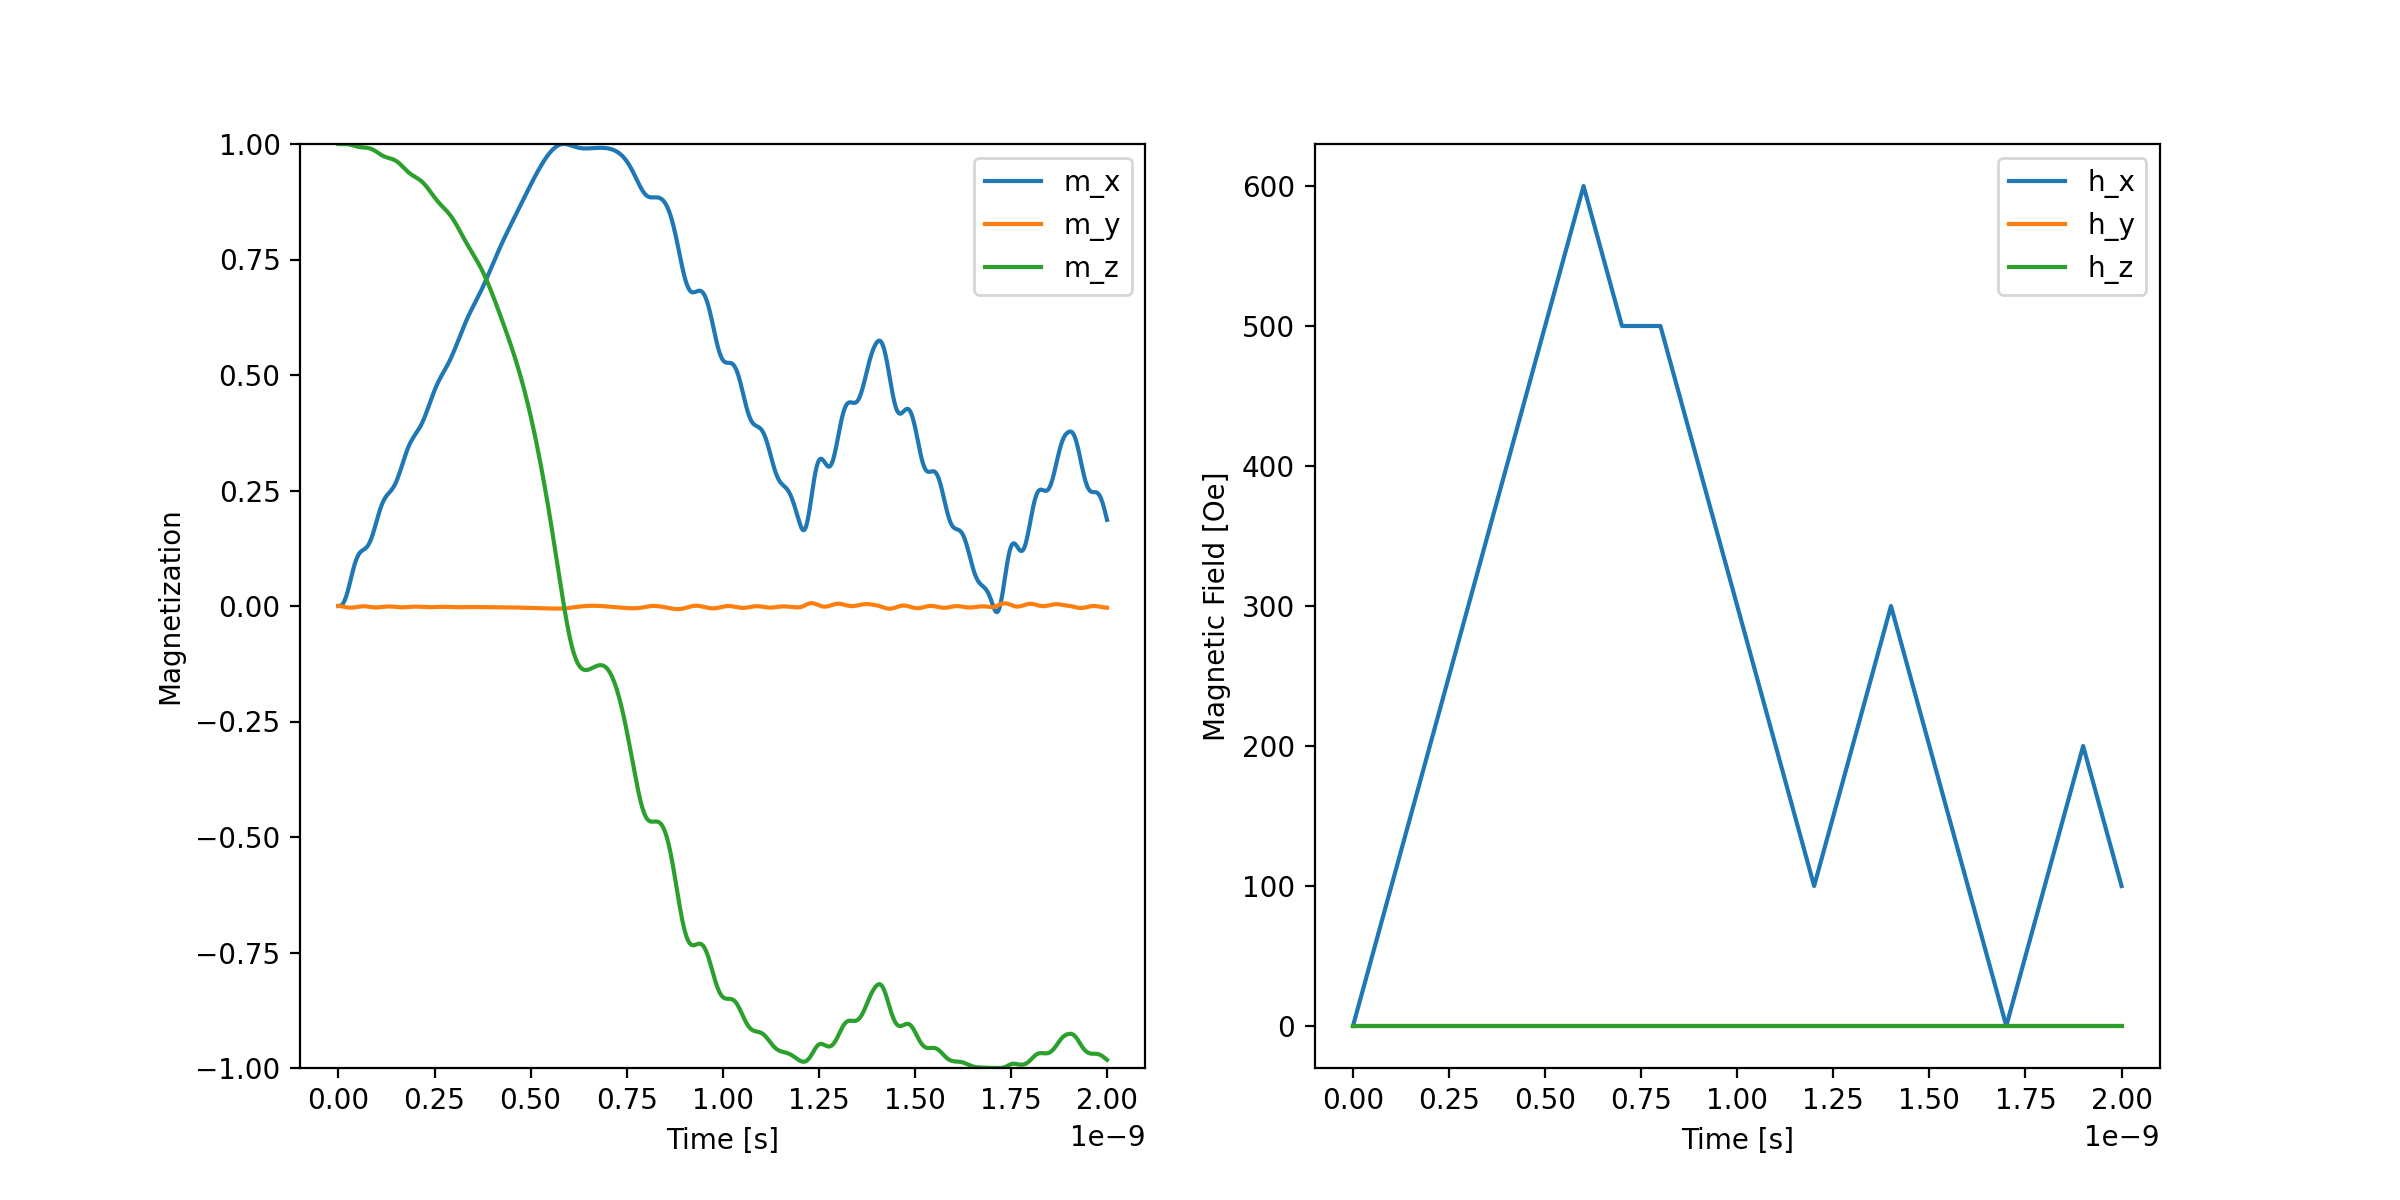 Magnetization
1.00
0.75
0.50
0.25
0.00
−0.25
−0.50
−0.75
−1.00
m_x
m_y
m_z
0.00 0.25 0.50 0.75 1.00 1.25 1.50 1.75 2.00
Time [s]
1e−9
Magnetic Field [Oe]
600
500
400
300
200
100
0
h_x
h_y
h_z
0.00 0.25 0.50 0.75 1.00 1.25 1.50 1.75 2.00
Time [s]
1e−9